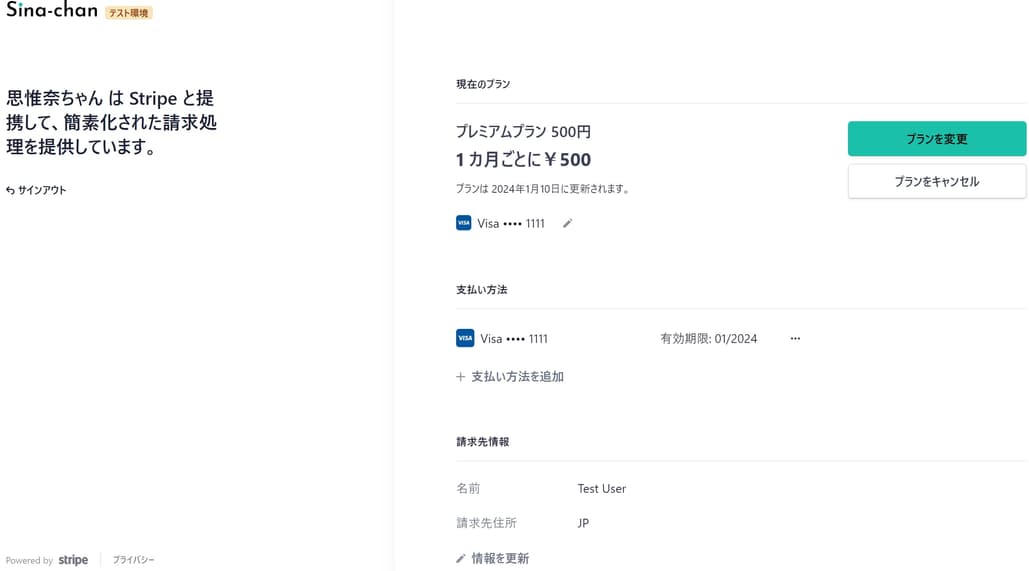 Sina-chan テスト環境
思惟奈ちゃん は Stripe と提
携して、簡素化された請求処
理を提供しています。
サインアウト
Powered by stripe プライバシー
現在のプラン
プレミアムプラン 500円
1 カ月ごとに￥500
プランは 2024年1月10日に更新されます。
VISA Visa •••• 1111
プランを変更
プランをキャンセル
支払い方法
VISA Visa •••• 1111 有効期限: 01/2024 •••
+ 支払い方法を追加
請求先情報
名前 Test User
請求先住所 JP
情報を更新